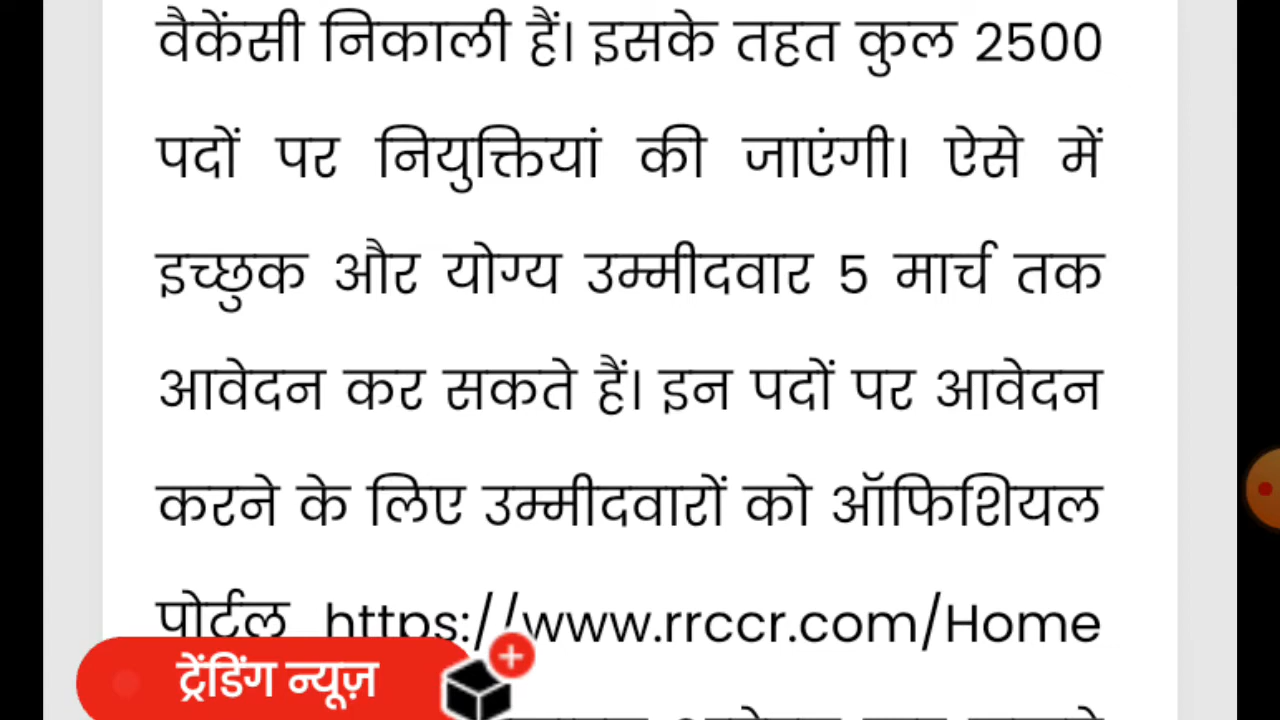 वैकेंसी निकाली हैं। इसके तहत कुल 2500
पदों पर नियुक्तियां की जाएंगी। ऐसे में
इच्छुक और योग्य उम्मीदवार 5 मार्च तक
आवेदन कर सकते हैं। इन पदों पर आवेदन
करने के लिए उम्मीदवारों को ऑफिशियल
पोर्टल https://www.rrccr.com/Home
ट्रेंडिंग न्यूज़